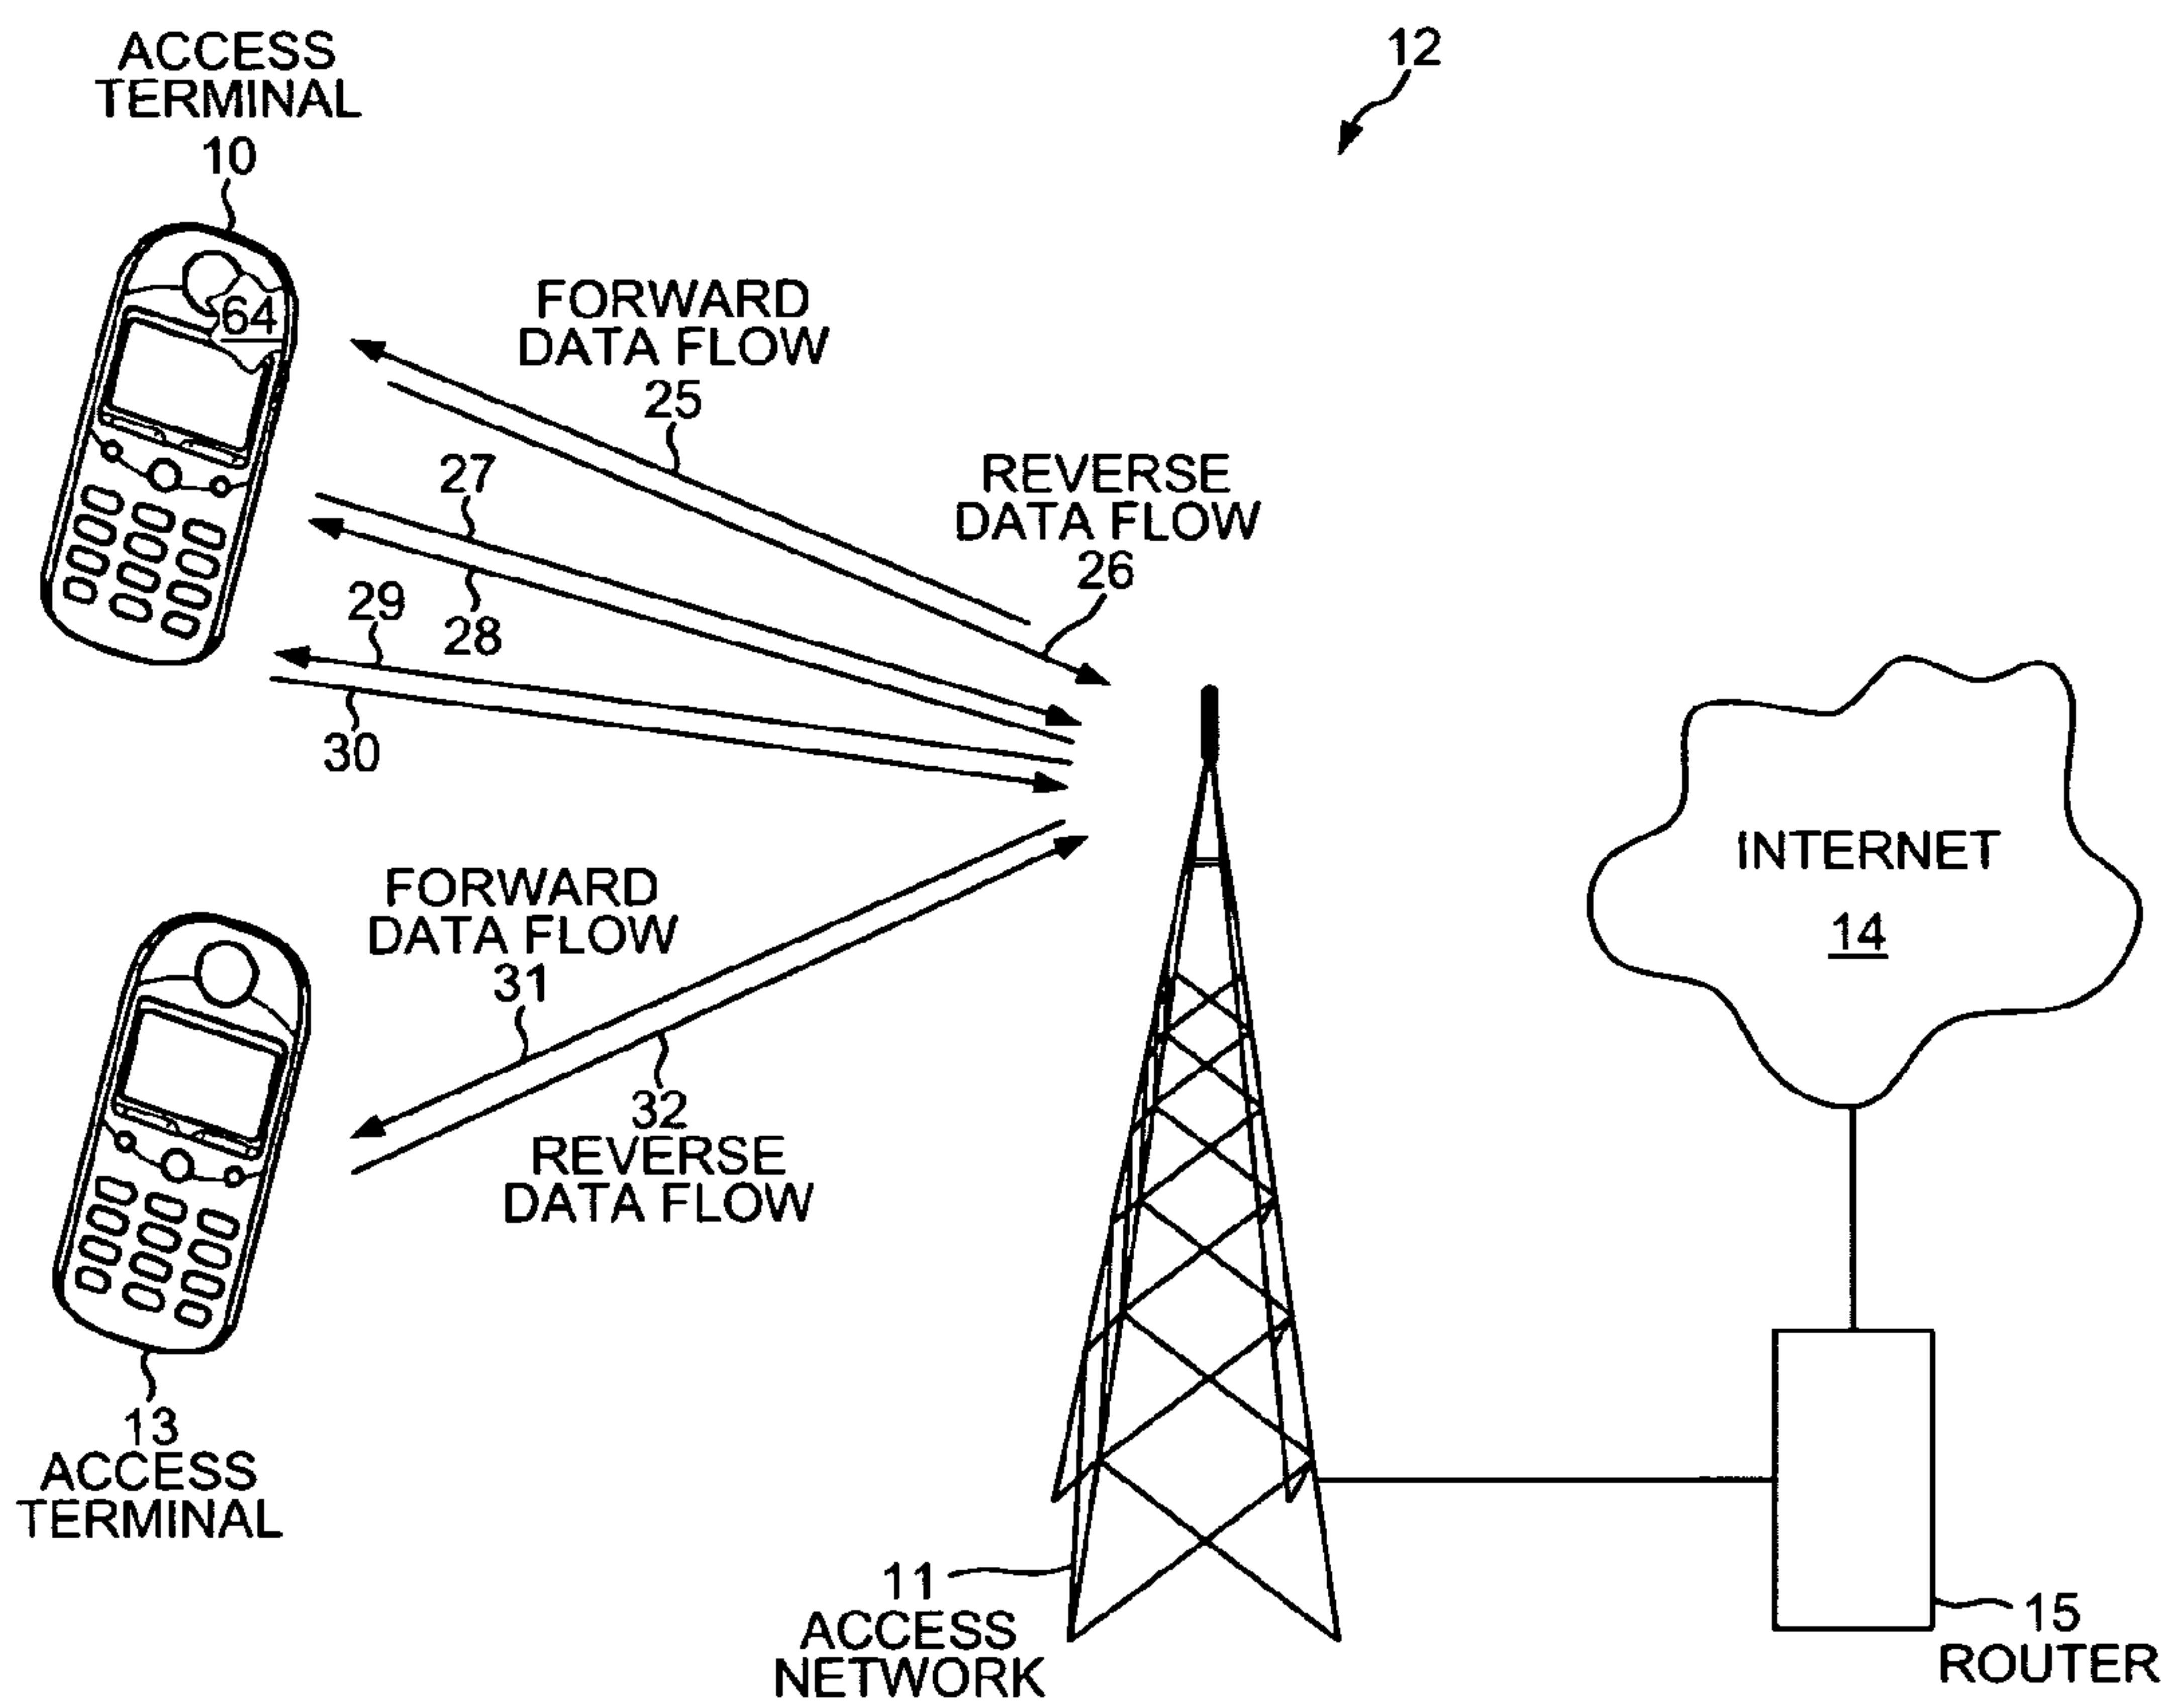 ACCESS
TERMINAL
10
12
64
FORWARD
DATA FLOW
25
REVERSE
DATA FLOW
26
27
28
29
30
INTERNET
14
FORWARD
DATA FLOW
31
32
REVERSE
DATA FLOW
13
ACCESS
TERMINAL
11
ACCESS
NETWORK
15
ROUTER